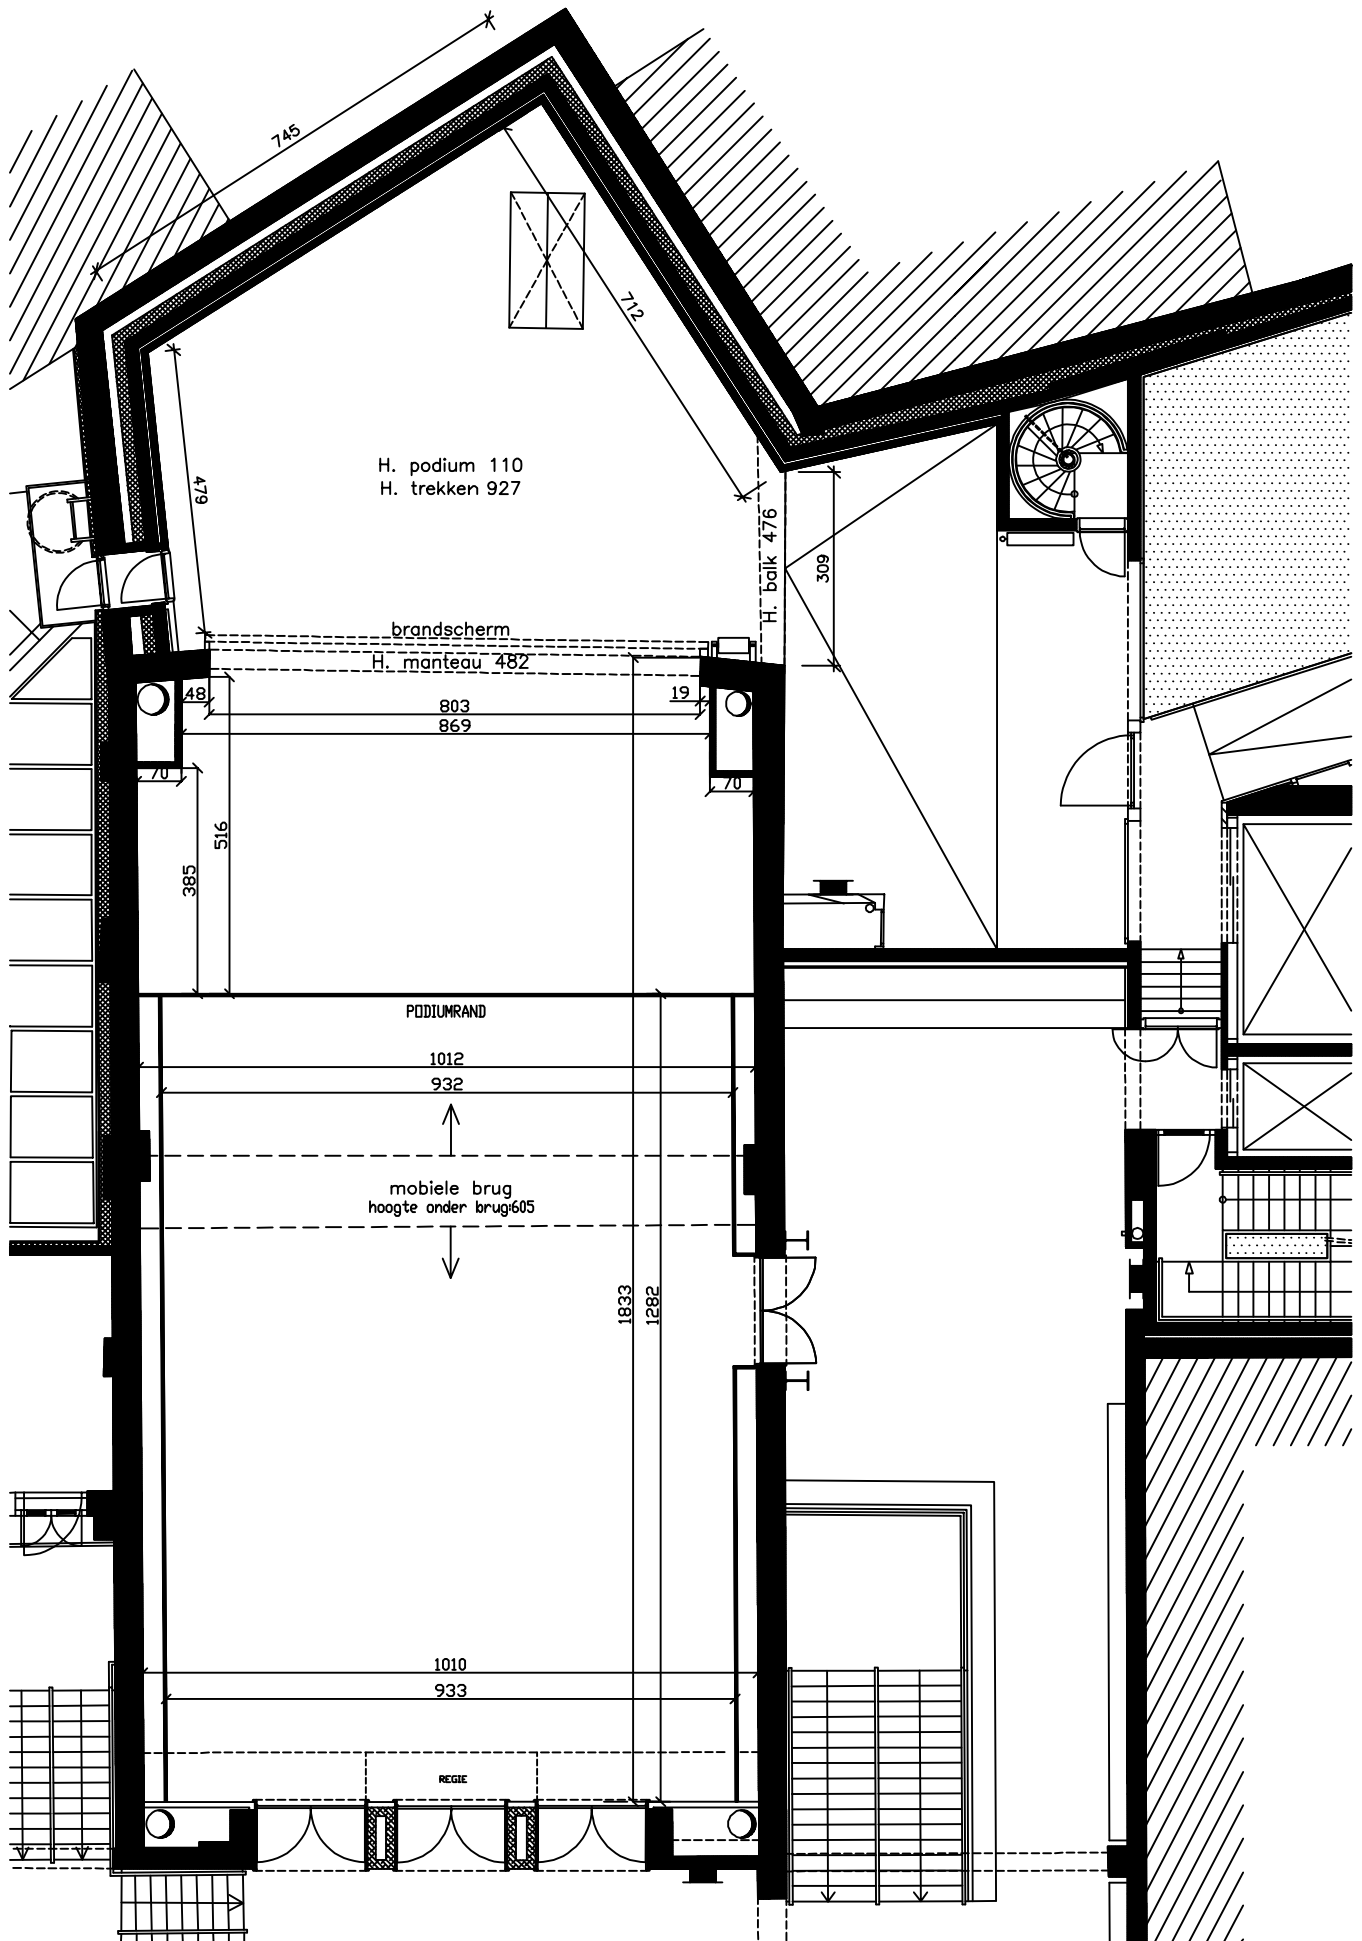 745
712
479
H. podium 110
H. trekken 927
H. balk 476
309
brandscherm
H. manteau 482
48
19
803
869
70
70
516
385
PODIUMRAND
1012
932
mobiele brug
hoogte onder brug:605
1833
1282
1010
933
REGIE